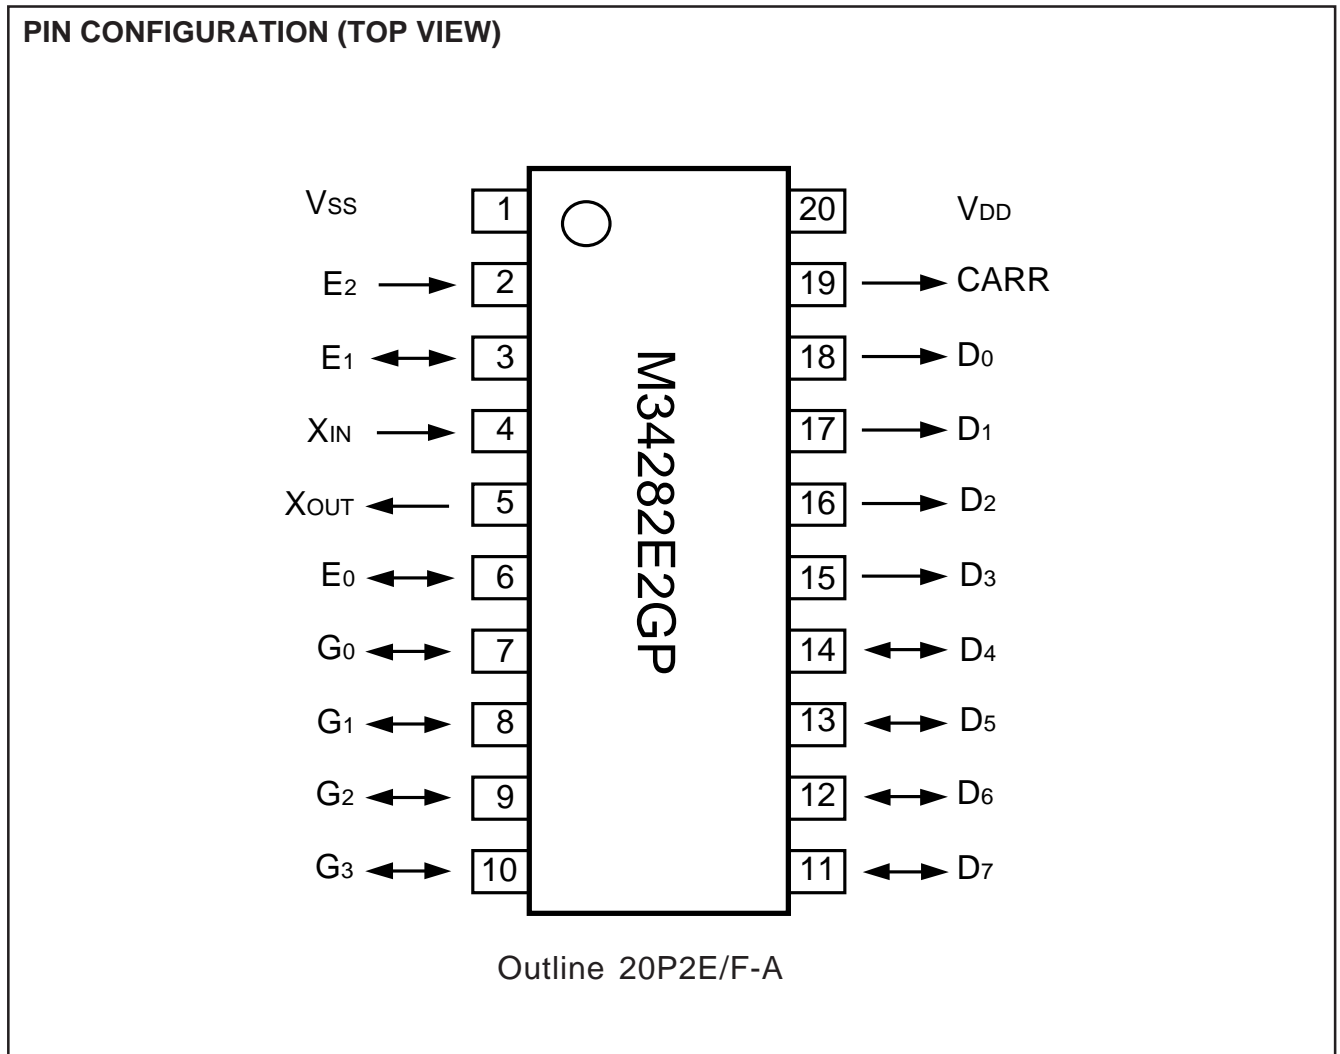 PIN CONFIGURATION (TOP VIEW)
VSS 1 20 VDD
E2 2 19 CARR
E1 3 18 D0
XIN 4 17 D1
XOUT 5 16 D2
E0 6 15 D3
G0 7 14 D4
G1 8 13 D5
G2 9 12 D6
G3 10 11 D7
M34282E2GP
Outline 20P2E/F-A